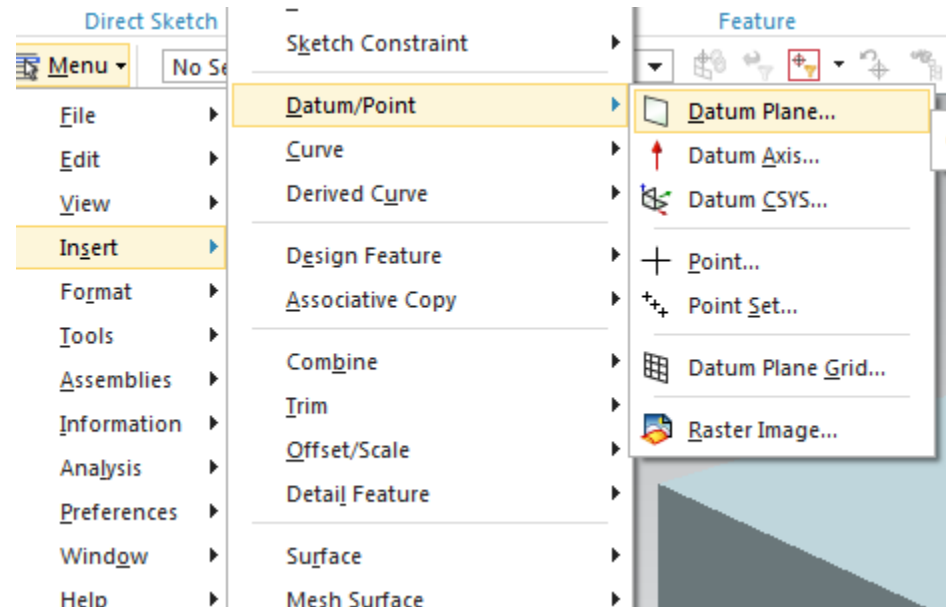 Direct Sketch
Feature
Menu
No Se
File
Edit
View
Insert
Format
Tools
Assemblies
Information
Analysis
Preferences
Window
Help
Sketch Constraint
Datum/Point
Curve
Derived Curve
Design Feature
Associative Copy
Combine
Trim
Offset/Scale
Detail Feature
Surface
Mesh Surface
Datum Plane...
Datum Axis...
Datum CSYS...
Point...
Point Set...
Datum Plane Grid...
Raster Image...